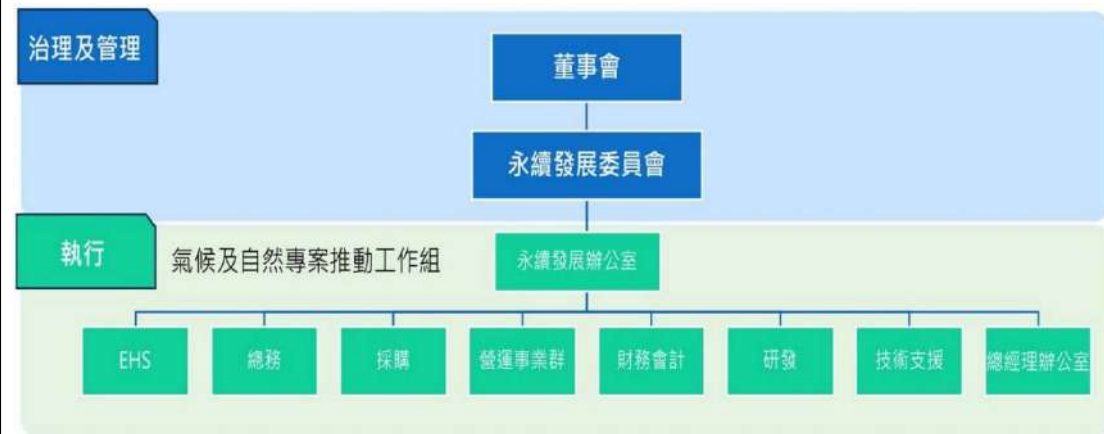 治理及管理
董事會
永續發展委員會
執行
氣候及自然專案推動工作組
永續發展辦公室
EHS
總務
採購
營運事業群
財務會計
研發
技術支援
總經理辦公室